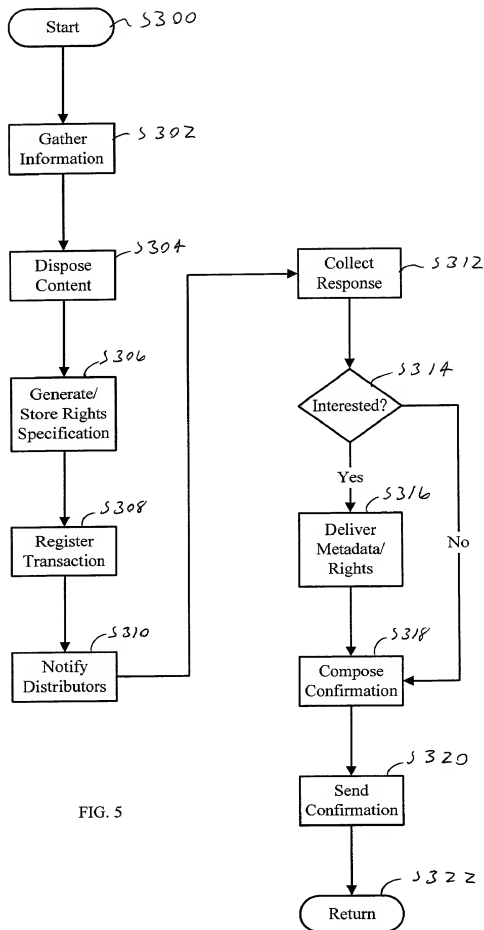 Start
S300
Gather
Information
S302
Dispose
Content
S304
Generate/
Store Rights
Specification
S306
Register
Transaction
S308
Notify
Distributors
S310
Collect
Response
S312
Interested?
S314
Yes
No
Deliver
Metadata/
Rights
S316
Compose
Confirmation
S318
Send
Confirmation
S320
Return
S322
FIG. 5